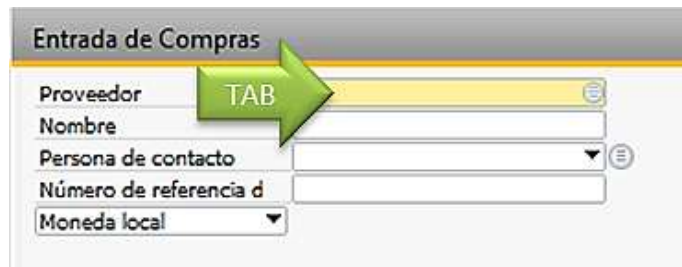 Entrada de Compras
Proveedor TAB
Nombre
Persona de contacto
Número de referencia d
Moneda local